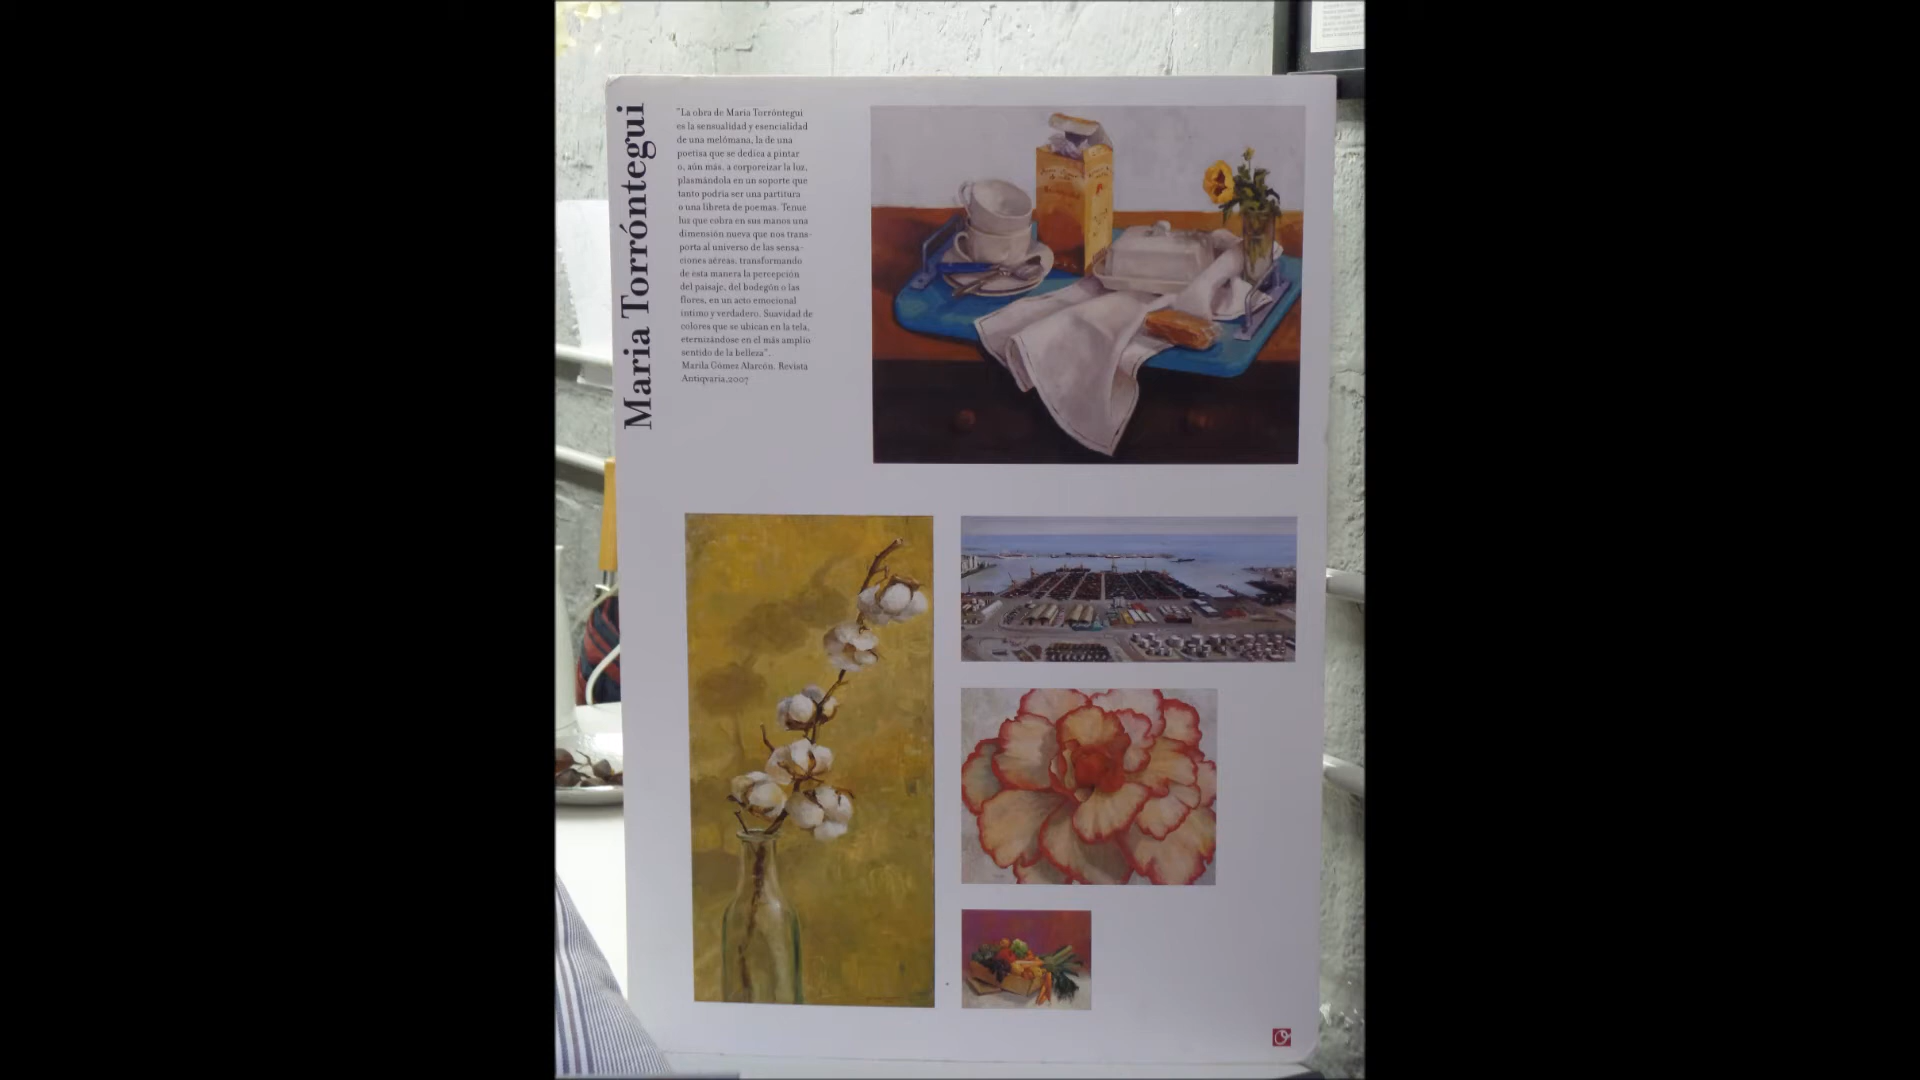 Maria Torróntegui
"La obra de Maria Torróntegui
es la sensualidad y esencialidad
de una melómana, la de una
poetisa que se dedica a pintar
o, aún más, a corporeizar la luz,
plasmándola en un soporte que
tanto podría ser una partitura
o una libreta de poemas. Tenue
luz que cobra en sus manos una
dimensión nueva que nos trans-
porta al universo de las sensa-
ciones aéreas, transformando
de esta manera la percepción
del paisaje, del bodegón o las
flores, en un acto emocional
íntimo y verdadero. Suavidad de
colores que se ubican en la tela,
eternizándose en el más amplio
sentido de la belleza".
Marila Gómez Alarcón. Revista
Antiqvaria,2007